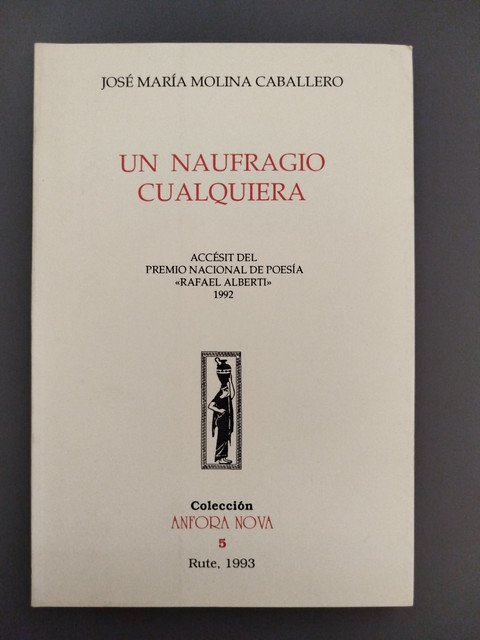 JOSÉ MARÍA MOLINA CABALLERO
UN NAUFRAGIO
CUALQUIERA
ACCÉSIT DEL
PREMIO NACIONAL DE POESÍA
«RAFAEL ALBERTI»
1992
Colección
ANFORA NOVA
5
Rute, 1993